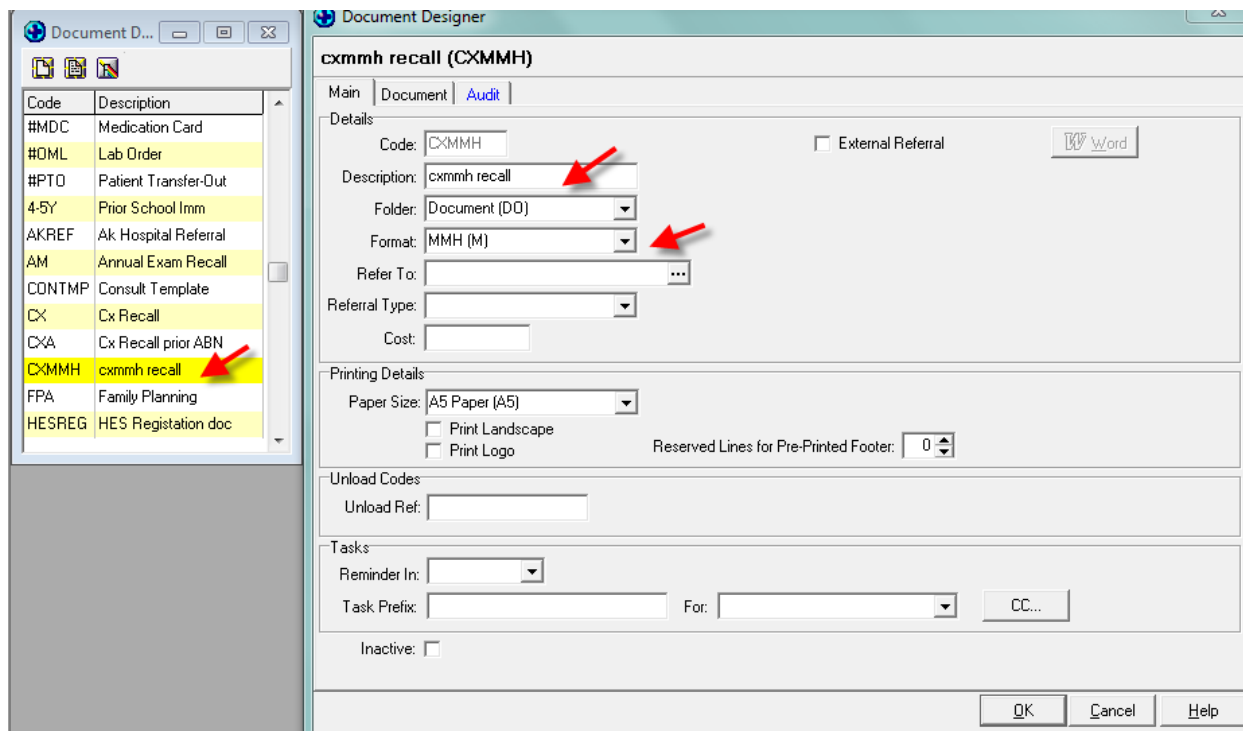 Document D...
Code Description
#MDC Medication Card
#OML Lab Order
#PTO Patient Transfer-Out
4-5Y Prior School Imm
AKREF Ak Hospital Referral
AM Annual Exam Recall
CONTMP Consult Template
CX Cx Recall
CXA Cx Recall prior ABN
CXMMH cxmmh recall
FPA Family Planning
HESREG HES Registation doc
Document Designer
cxmmh recall (CXMMH)
Main Document Audit
Details
Code: CXMMH External Referral Word
Description: cxmmh recall
Folder: Document (DO)
Format: MMH (M)
Refer To: ...
Referral Type:
Cost:
Printing Details
Paper Size: A5 Paper (A5)
Print Landscape
Print Logo Reserved Lines for Pre-Printed Footer: 0
Unload Codes
Unload Ref:
Tasks
Reminder In:
Task Prefix: For: CC...
Inactive:
OK Cancel Help